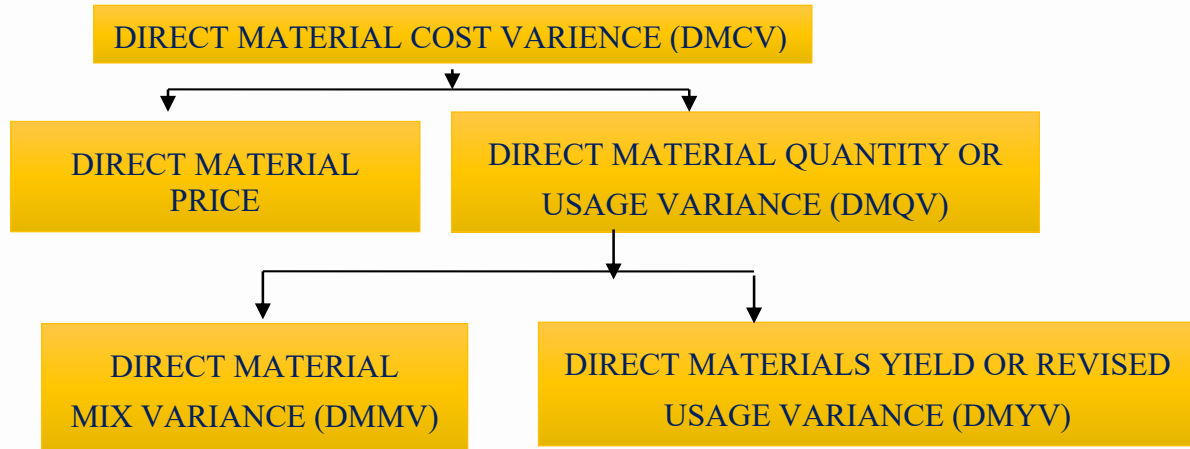 DIRECT MATERIAL COST VARIENCE (DMCV)
DIRECT MATERIAL
PRICE
DIRECT MATERIAL QUANTITY OR
USAGE VARIANCE (DMQV)
DIRECT MATERIAL
MIX VARIANCE (DMMV)
DIRECT MATERIALS YIELD OR REVISED
USAGE VARIANCE (DMYV)